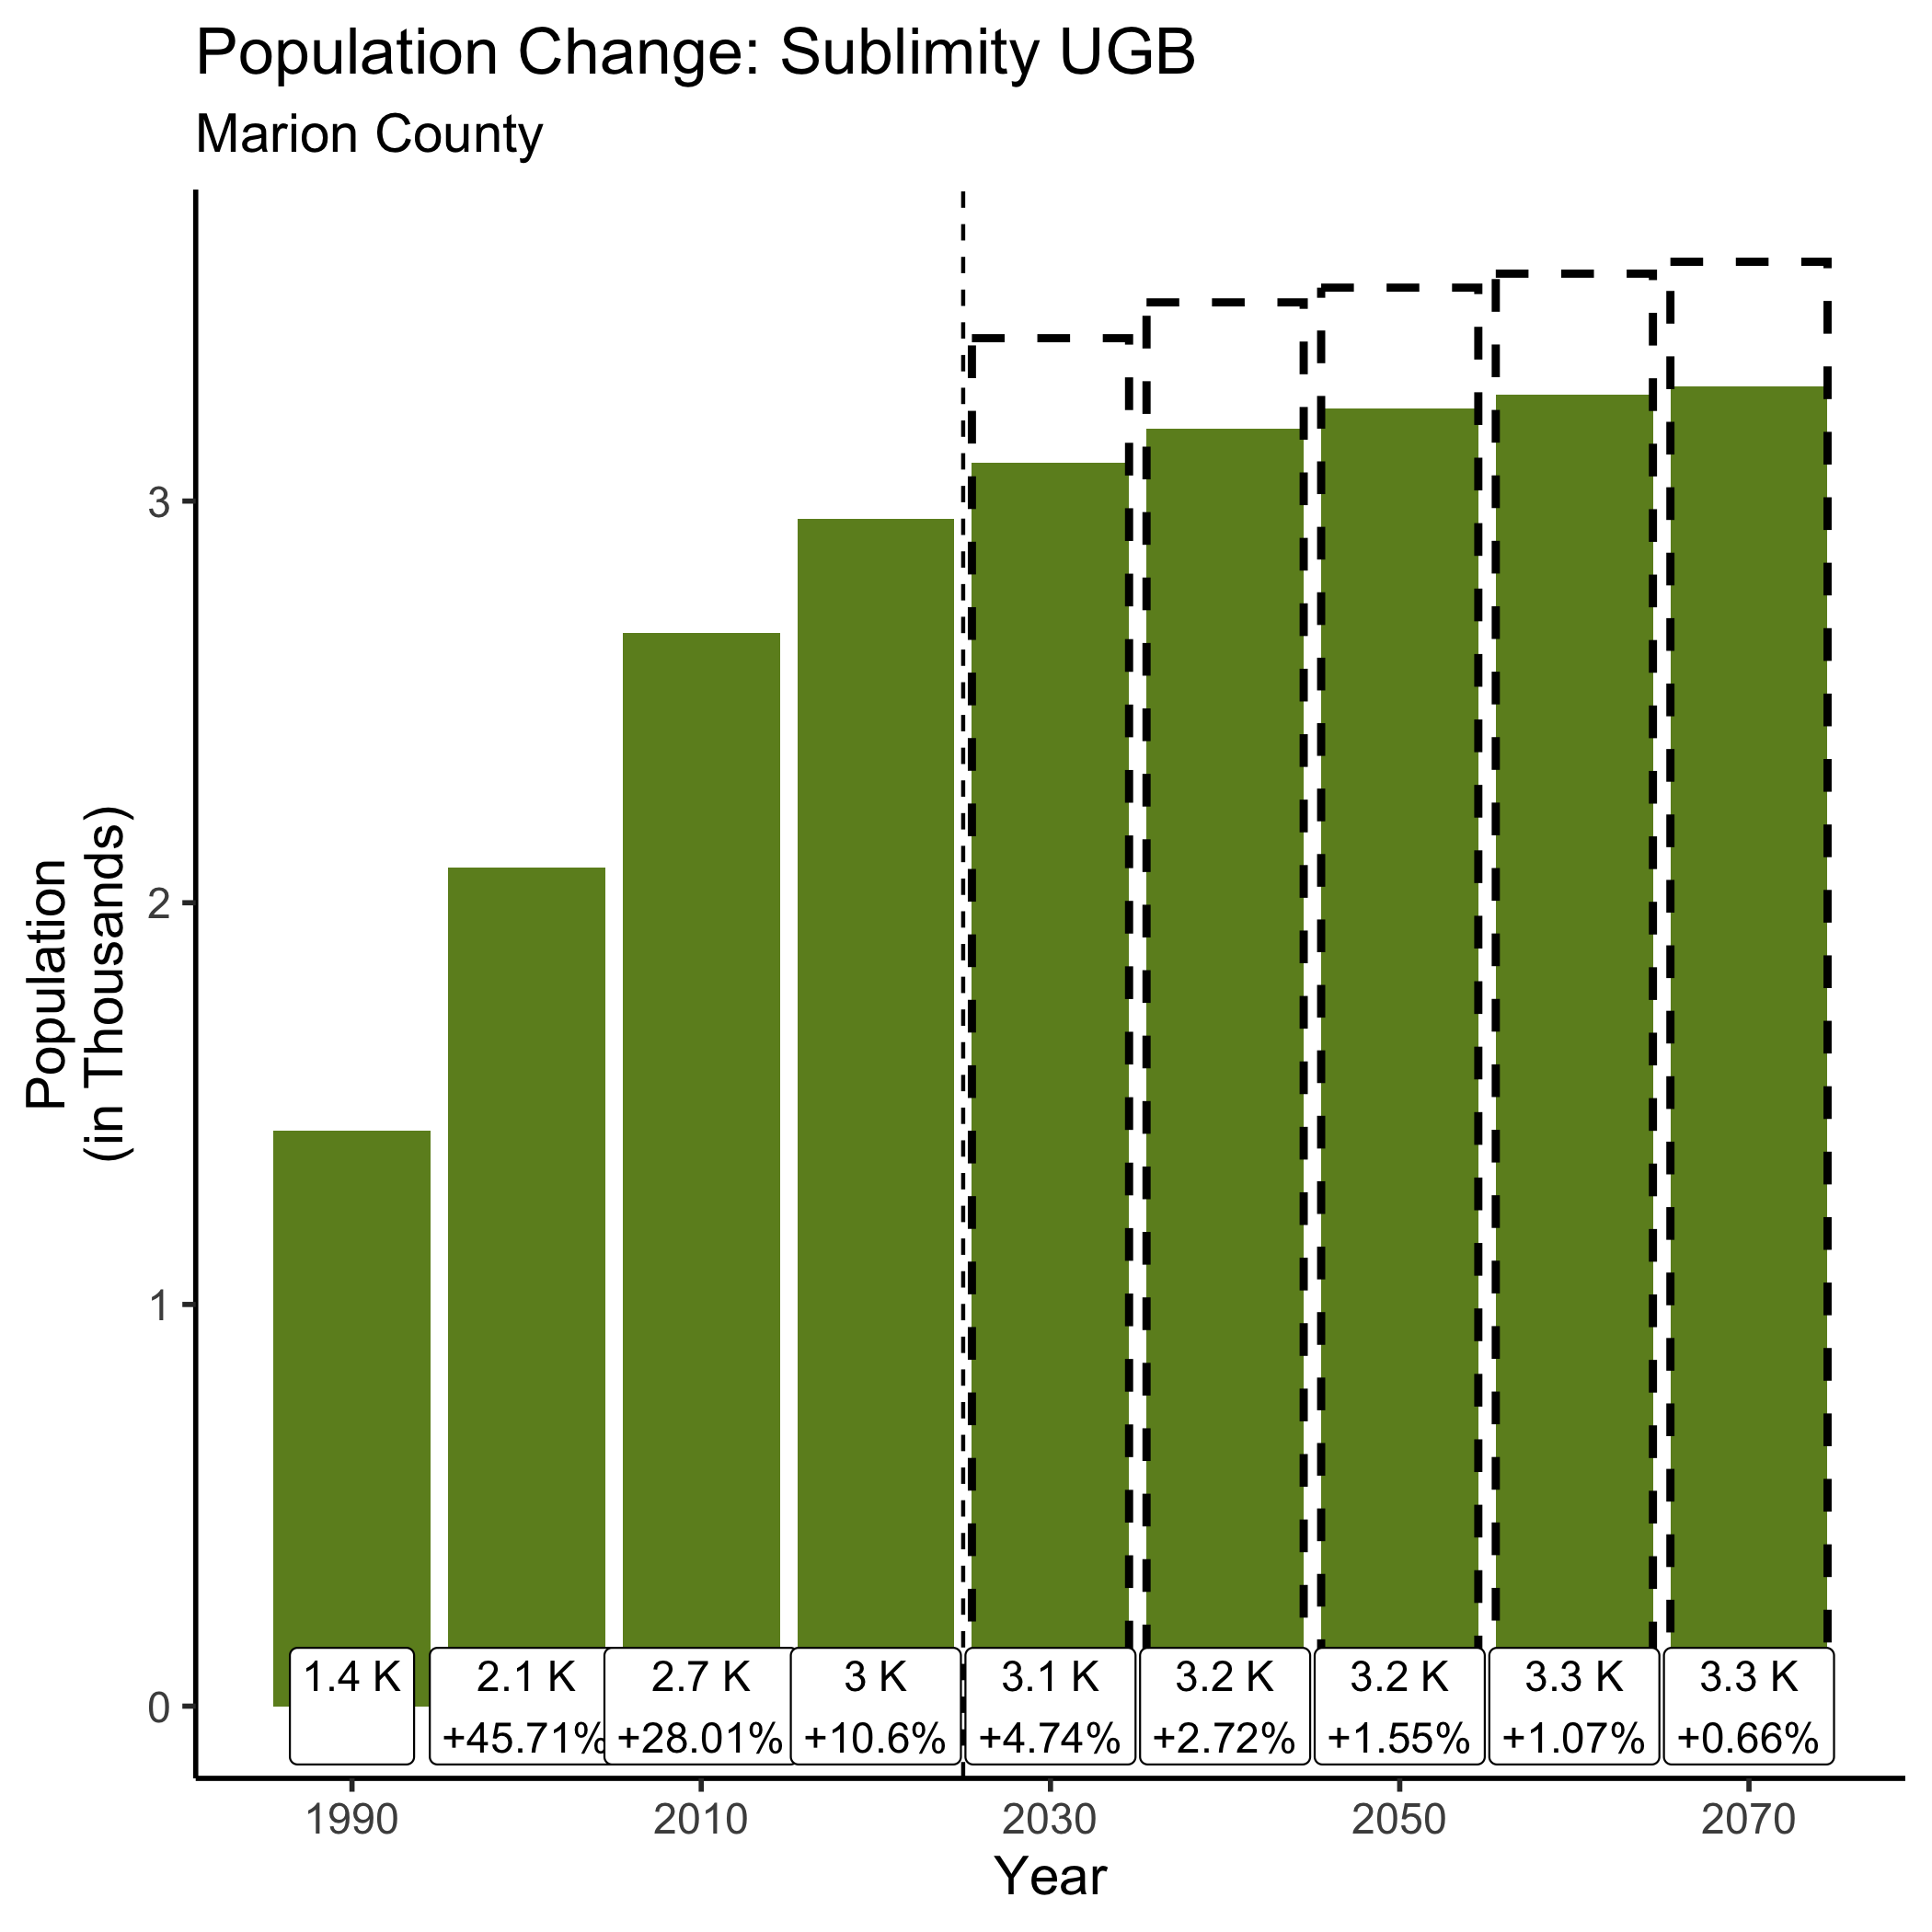 Population Change: Sublimity UGB
Marion County
Population
(in Thousands)
3
2
1
0
1.4 K
2.1 K
+45.71%
2.7 K
+28.01%
3 K
+10.6%
3.1 K
+4.74%
3.2 K
+2.72%
3.2 K
+1.55%
3.3 K
+1.07%
3.3 K
+0.66%
1990
2010
2030
2050
2070
Year